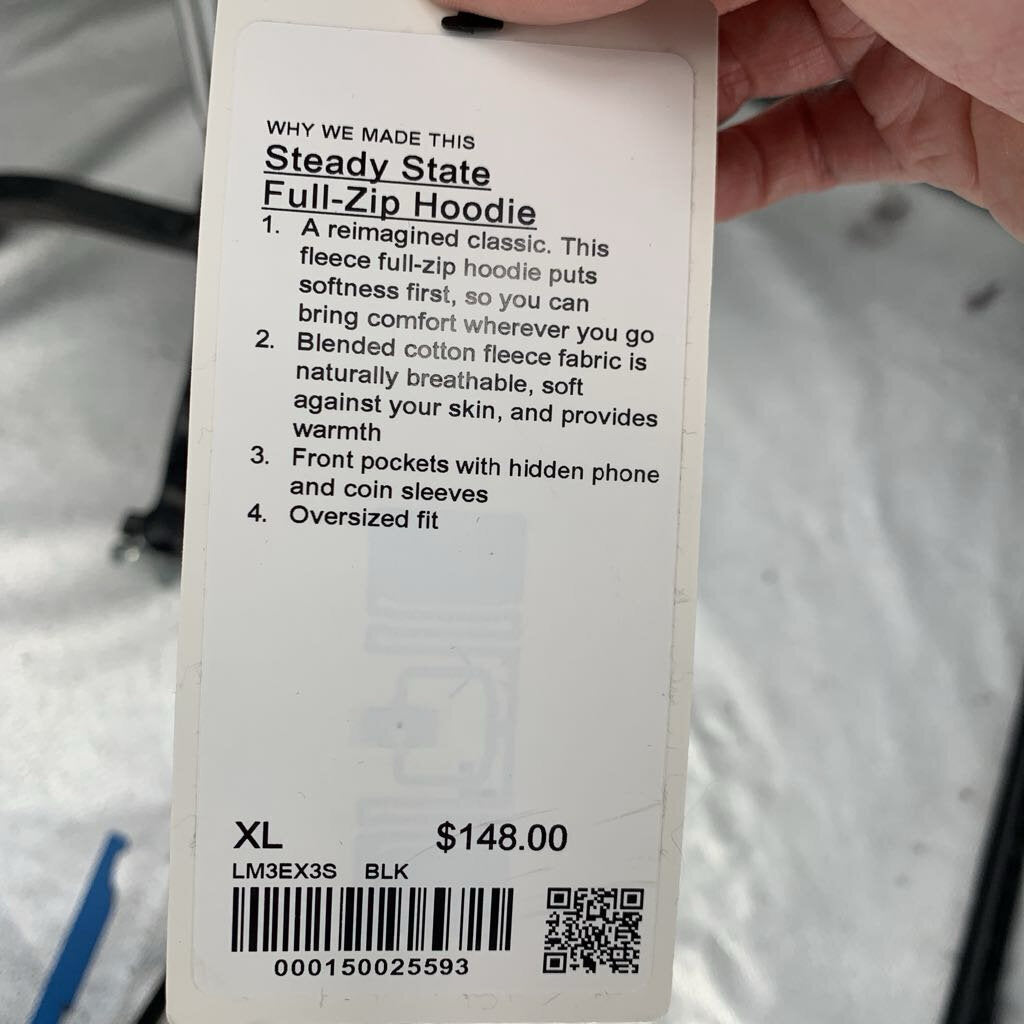 WHY WE MADE THIS
Steady State
Full-Zip Hoodie
1. A reimagined classic. This
fleece full-zip hoodie puts
softness first, so you can
bring comfort wherever you go
2. Blended cotton fleece fabric is
naturally breathable, soft
against your skin, and provides
warmth
3. Front pockets with hidden phone
and coin sleeves
4. Oversized fit
XL $148.00
LM3EX3S BLK
000150025593